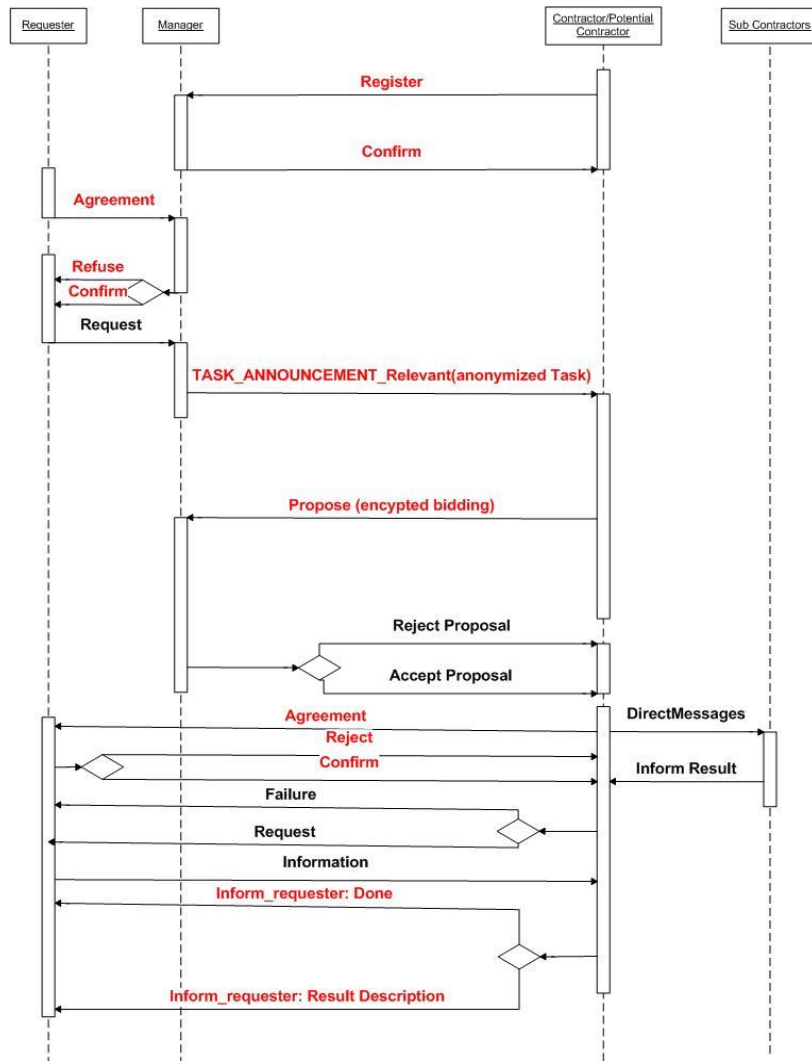 Requester
Manager
Contractor/Potential
Contractor
Sub Contractors
Register
Confirm
Agreement
Refuse
Confirm
Request
TASK_ANNOUNCEMENT_Relevant(anonymized Task)
Propose (encypted bidding)
Reject Proposal
Accept Proposal
Agreement
DirectMessages
Reject
Confirm
Inform Result
Failure
Request
Information
Inform_requester: Done
Inform_requester: Result Description